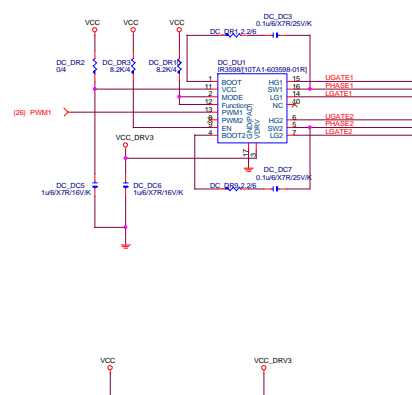 VCC VCC VCC
DC_DC3
0.1u/6/X7R/25V/K
DC_DR1 2.2/6
DC_DR2
0/4
DC_DR3
8.2K/4
DC_DR1
8.2K/4
DC_DU1
IR3598[10TA1-603598-01R]
1 BOOT HG1 15 UGATE1
11 VCC SW1 16 PHASE1
2 MODE LG1 14 LGATE1
12 Function NC 10
(26) PWM1 13 PWM1
8 PWM2 HG2 6 UGATE2
9 EN SW2 5 PHASE2
4 BOOT2 LG2 7 LGATE2
GND(PAD)
VDRV
17 3
VCC_DRV3
DC_DC5
1u/6/X7R/16V/K
DC_DC6
1u/6/X7R/16V/K
DC_DR9 2.2/6
DC_DC7
0.1u/6/X7R/25V/K
VCC VCC_DRV3